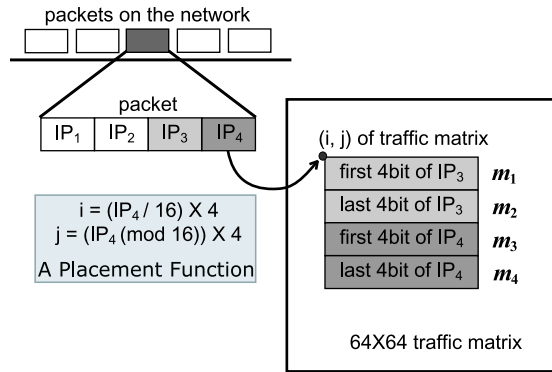 packets on the network
packet
IP₁ IP₂ IP₃ IP₄
(i, j) of traffic matrix
first 4bit of IP₃ m₁
last 4bit of IP₃ m₂
first 4bit of IP₄ m₃
last 4bit of IP₄ m₄
i = (IP₄ / 16) X 4
j = (IP₄ (mod 16)) X 4
A Placement Function
64X64 traffic matrix